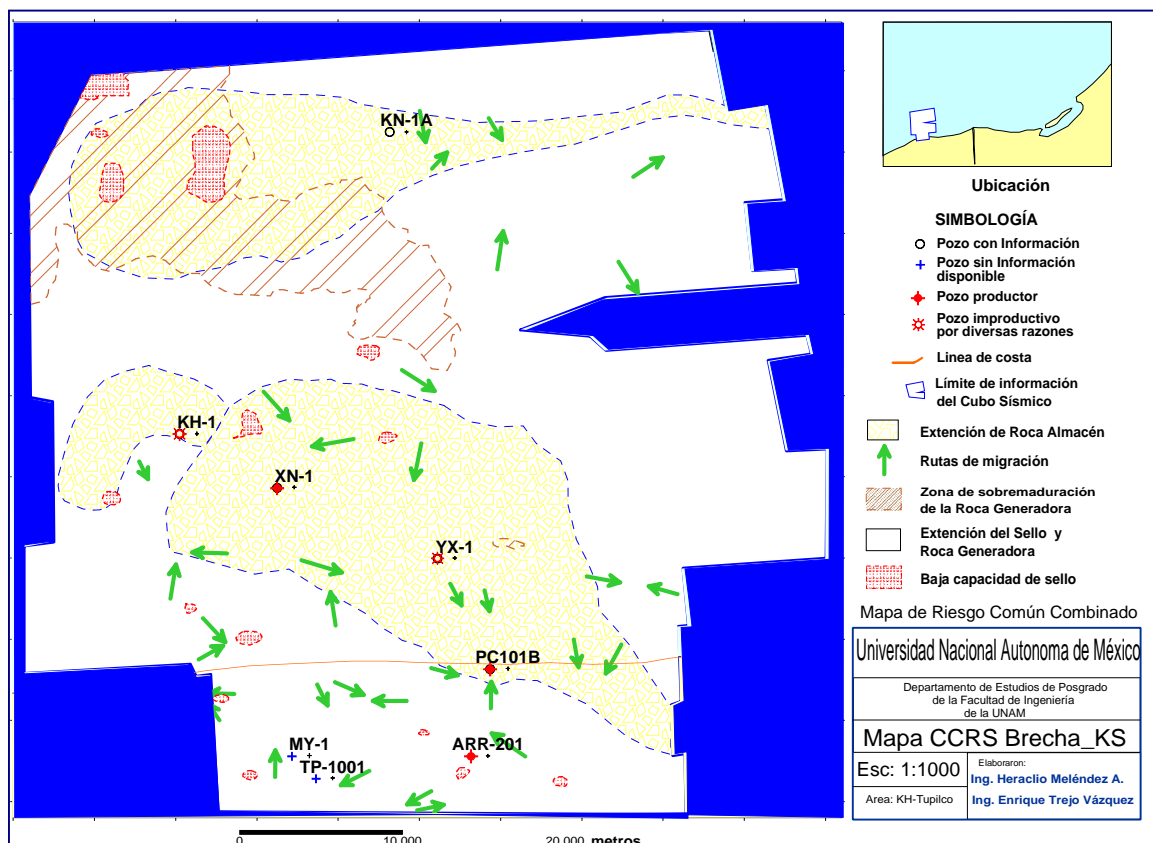 KN-1A
KH-1
XN-1
YX-1
PC101B
MY-1
TP-1001
ARR-201
0
10,000
20,000 metros
Ubicación
SIMBOLOGÍA
Pozo con Información
Pozo sin Información
disponible
Pozo productor
Pozo improductivo
por diversas razones
Linea de costa
Límite de información
del Cubo Sísmico
Extención de Roca Almacén
Rutas de migración
Zona de sobremaduración
de la Roca Generadora
Extención del Sello y
Roca Generadora
Baja capacidad de sello
Mapa de Riesgo Común Combinado
Universidad Nacional Autonoma de México
Departamento de Estudios de Posgrado
de la Facultad de Ingeniería
de la UNAM
Mapa CCRS Brecha_KS
Esc: 1:1000
Elaboraron:
Ing. Heraclio Meléndez A.
Area: KH-Tupilco
Ing. Enrique Trejo Vázquez